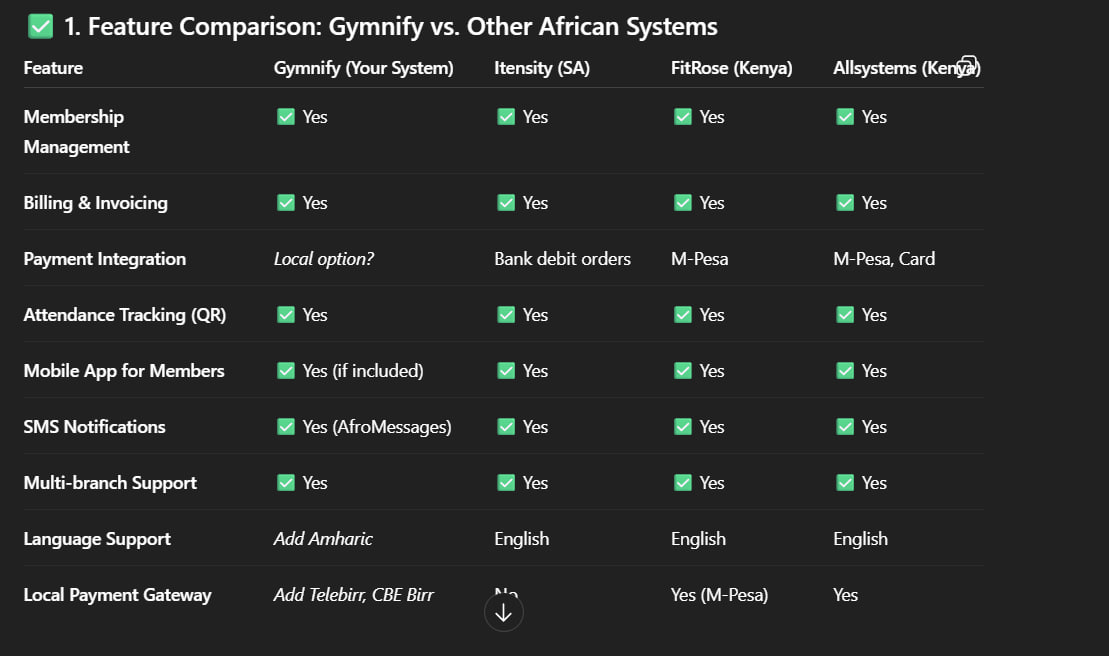 ✅ 1. Feature Comparison: Gymnify vs. Other African Systems
Feature Gymnify (Your System) Itensity (SA) FitRose (Kenya) Allsystems (Kenya)
Membership Management ✅ Yes ✅ Yes ✅ Yes ✅ Yes
Billing & Invoicing ✅ Yes ✅ Yes ✅ Yes ✅ Yes
Payment Integration Local option? Bank debit orders M-Pesa M-Pesa, Card
Attendance Tracking (QR) ✅ Yes ✅ Yes ✅ Yes ✅ Yes
Mobile App for Members ✅ Yes (if included) ✅ Yes ✅ Yes ✅ Yes
SMS Notifications ✅ Yes (AfroMessages) ✅ Yes ✅ Yes ✅ Yes
Multi-branch Support ✅ Yes ✅ Yes ✅ Yes ✅ Yes
Language Support Add Amharic English English English
Local Payment Gateway Add Telebirr, CBE Birr No Yes (M-Pesa) Yes